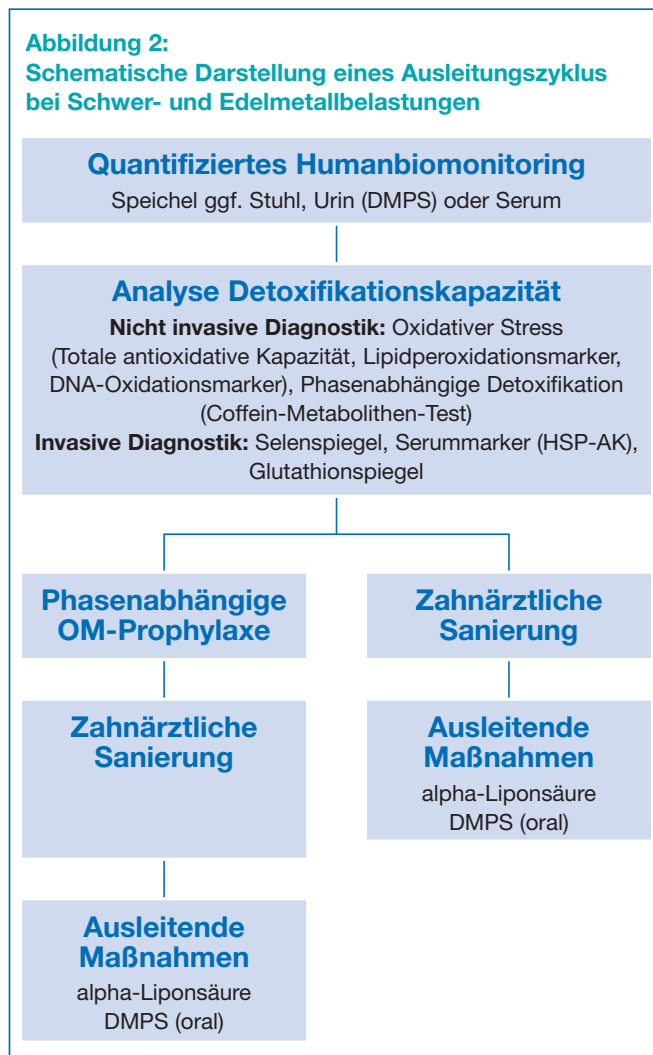 Abbildung 2:
Schematische Darstellung eines Ausleitungszyklus
bei Schwer- und Edelmetallbelastungen
Quantifiziertes Humanbiomonitoring
Speichel ggf. Stuhl, Urin (DMPS) oder Serum
Analyse Detoxifikationskapazität
Nicht invasive Diagnostik: Oxidativer Stress
(Totale antioxidative Kapazität, Lipidperoxidationsmarker,
DNA-Oxidationsmarker), Phasenabhängige Detoxifikation
(Coffein-Metabolithen-Test)
Invasive Diagnostik: Selenspiegel, Serummarker (HSP-AK),
Glutathionspiegel
Phasenabhängige
OM-Prophylaxe
Zahnärztliche
Sanierung
Ausleitende
Maßnahmen
alpha-Liponsäure
DMPS (oral)
Zahnärztliche
Sanierung
Ausleitende
Maßnahmen
alpha-Liponsäure
DMPS (oral)